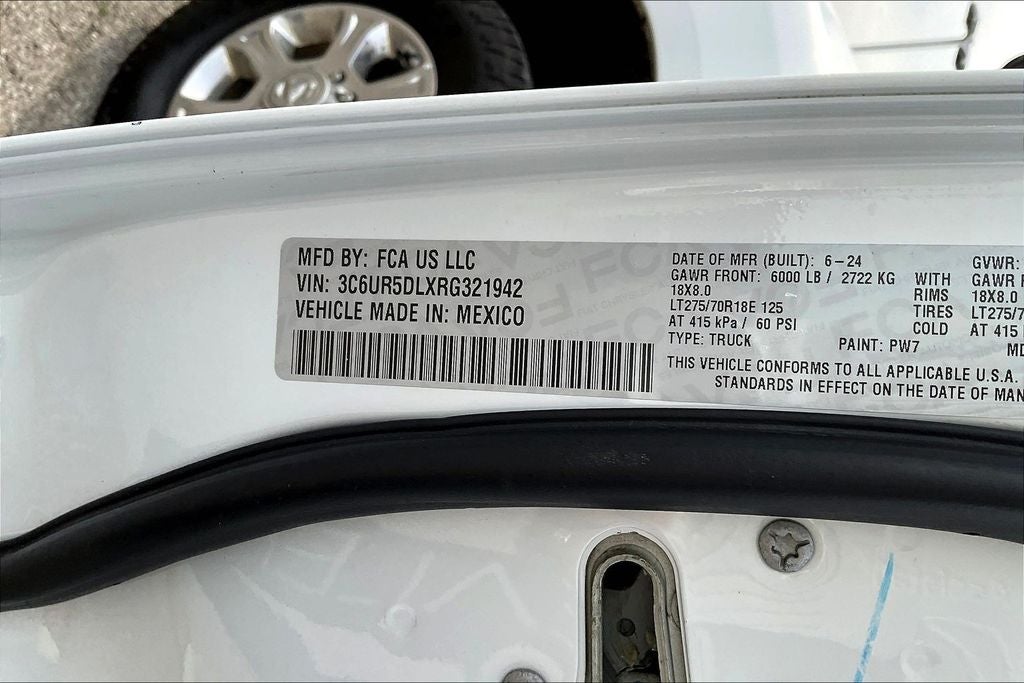 MFD BY: FCA US LLC
VIN: 3C6UR5DLXRG321942
VEHICLE MADE IN: MEXICO
DATE OF MFR (BUILT): 6-24 GVWR:
GAWR FRONT: 6000 LB / 2722 KG WITH GAWR
18X8.0 RIMS 18X8.0
LT275/70R18E 125 TIRES LT275/7
AT 415 kPa / 60 PSI COLD AT 415
TYPE: TRUCK PAINT: PW7
THIS VEHICLE CONFORMS TO ALL APPLICABLE U.S.A.
STANDARDS IN EFFECT ON THE DATE OF MAN